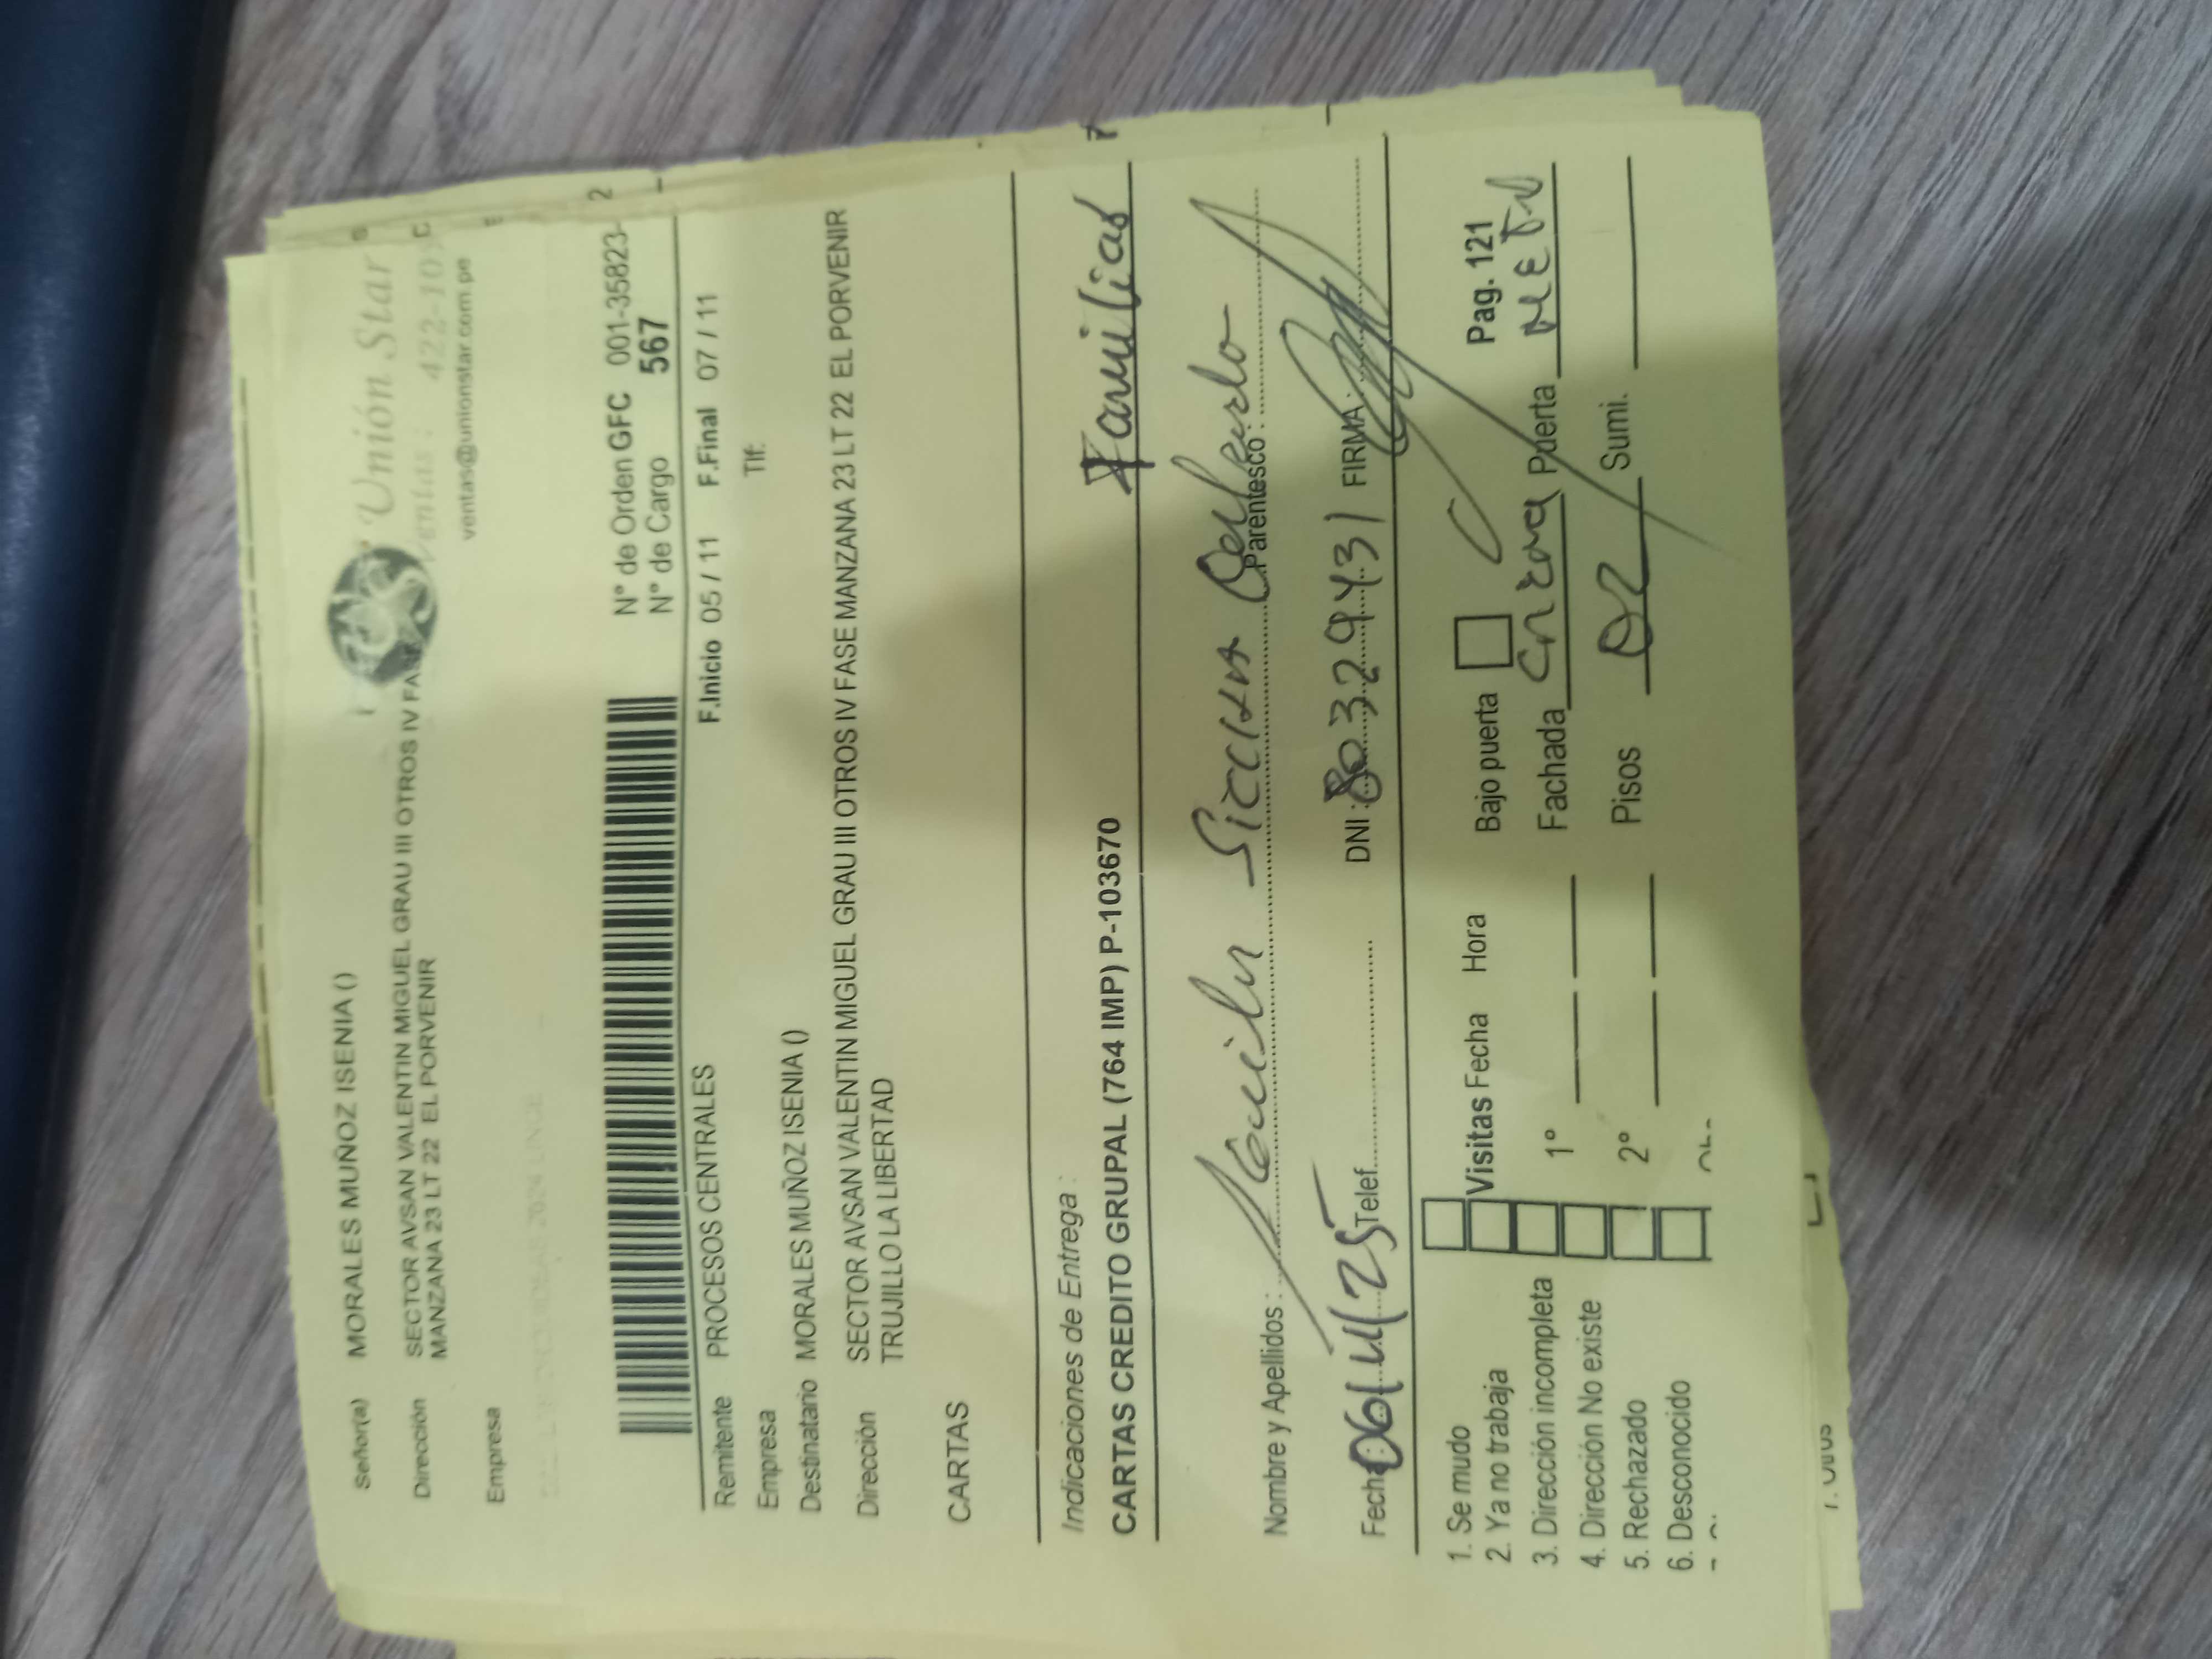 Señor(a) MORALES MUÑOZ ISENIA ()
Unión Star
Dirección SECTOR AVSAN VALENTIN MIGUEL GRAU III OTROS IV FASE
MANZANA 23 LT 22 EL PORVENIR
Ventas : 422-10
ventas@unionstar.com.pe
Empresa
N° de Orden GFC 001-35823-
N° de Cargo 567
F.Inicio 05 / 11 F.Final 07 / 11
Remitente PROCESOS CENTRALES
Empresa Tlf:
Destinatario MORALES MUÑOZ ISENIA ()
Dirección SECTOR AVSAN VALENTIN MIGUEL GRAU III OTROS IV FASE MANZANA 23 LT 22 EL PORVENIR
TRUJILLO LA LIBERTAD
CARTAS
Indicaciones de Entrega :
CARTAS CREDITO GRUPAL (764 IMP) P-103670 Familiar
Nombre y Apellidos : Parentesco :
Fecha 06/11/25 Telef. DNI : 80329431 FIRMA :
1. Se mudo
2. Ya no trabaja
3. Dirección incompleta
4. Dirección No existe
5. Rechazado
6. Desconocido
Visitas Fecha Hora
1°
2°
Bajo puerta Pag. 121
Fachada Crema Puerta METAL
Pisos 02 Sumi.